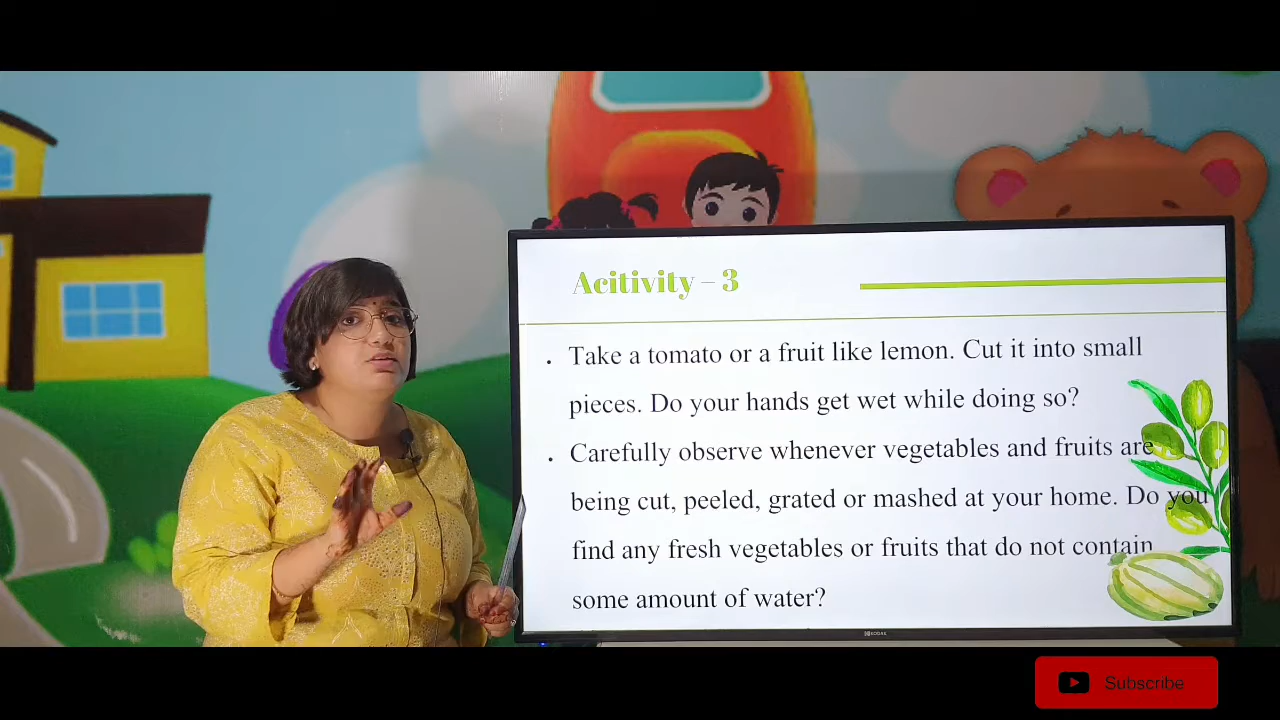 Acitivity – 3
. Take a tomato or a fruit like lemon. Cut it into small
pieces. Do your hands get wet while doing so?
. Carefully observe whenever vegetables and fruits are
being cut, peeled, grated or mashed at your home. Do you
find any fresh vegetables or fruits that do not contain
some amount of water?
KODAK
Subscribe